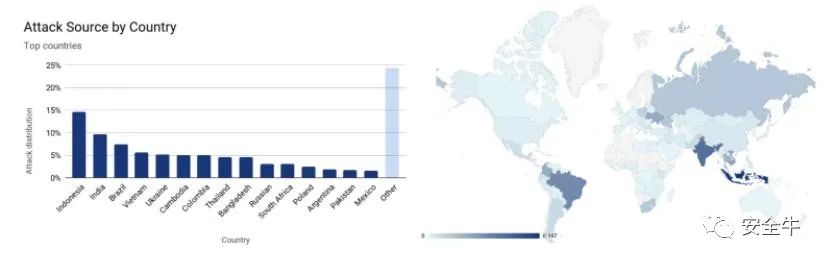 Attack Source by Country
Top countries
25%
20%
15%
10%
5%
0%
Attack distribution
Indonesia
India
Brazil
Vietnam
Ukraine
Cambodia
Colombia
Thailand
Bangladesh
Russian
South Africa
Poland
Argentina
Pakistan
Mexico
Other
Country
0
0.147
安全牛